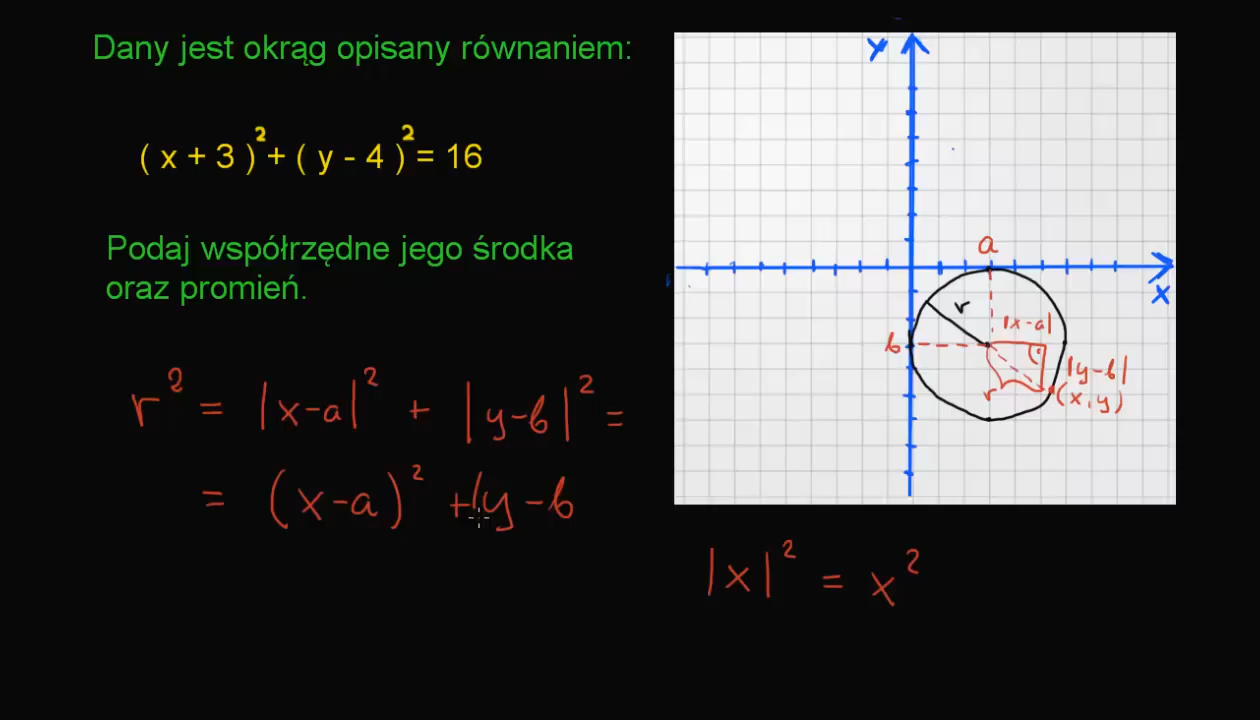 Dany jest okrąg opisany równaniem:
( x + 3 )²+ ( y - 4 )²= 16
Podaj współrzędne jego środka
oraz promień.
r² = |x-a|² + |y-b|² =
= (x-a)² +(y-b
y
a
x
r
|x-a|
b
|y-b|
r
(x,y)
|x|² = x²